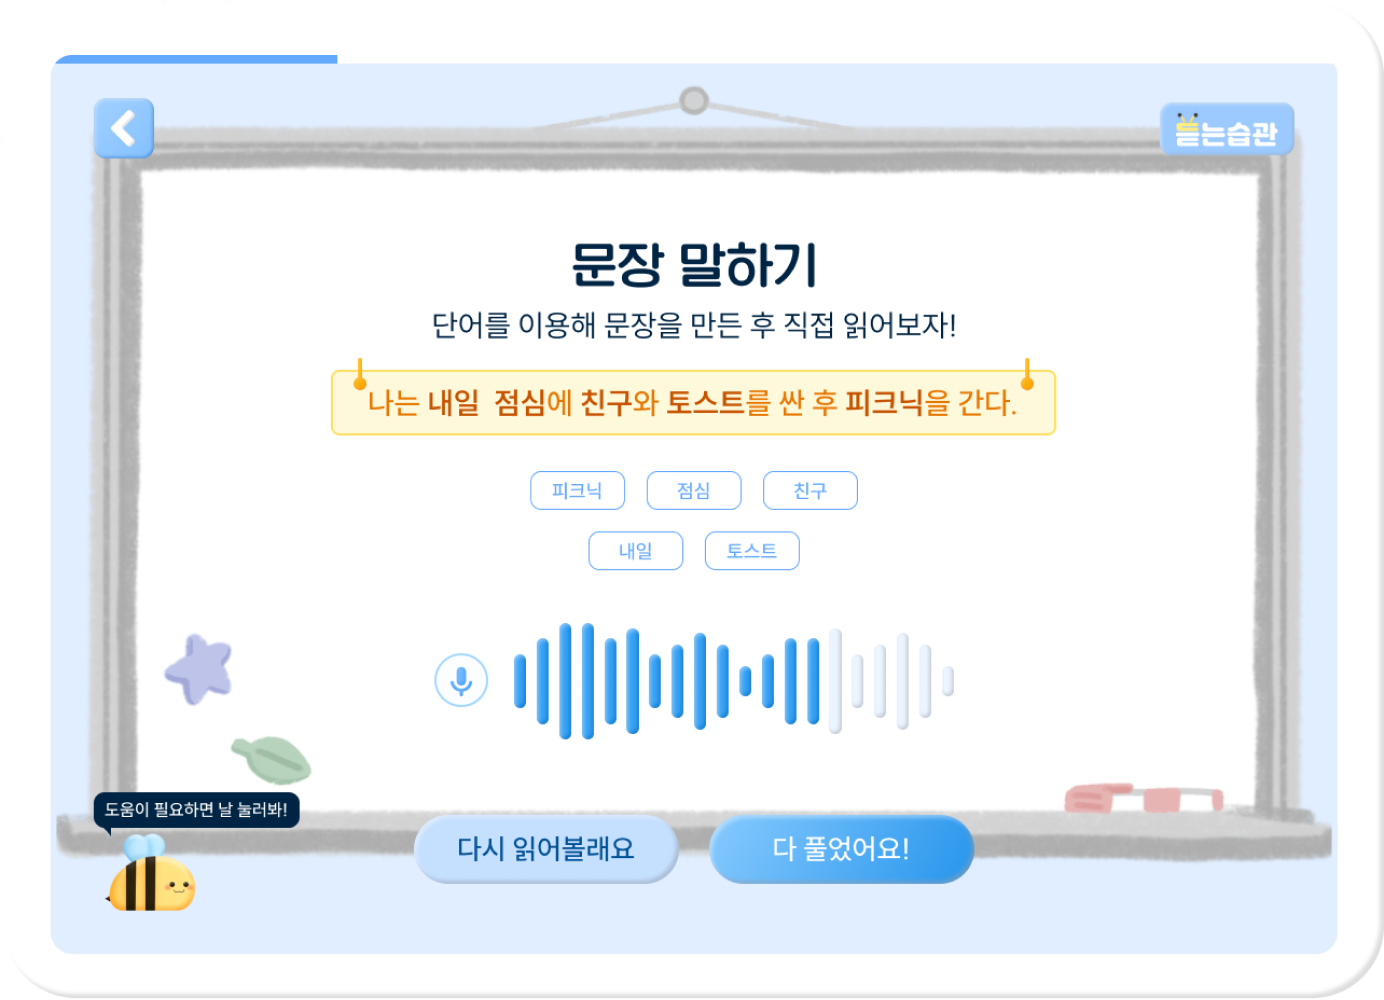 듣는습관
문장 말하기
단어를 이용해 문장을 만든 후 직접 읽어보자!
나는 내일 점심에 친구와 토스트를 싼 후 피크닉을 간다.
피크닉 점심 친구
내일 토스트
도움이 필요하면 날 눌러봐!
다시 읽어볼래요 다 풀었어요!